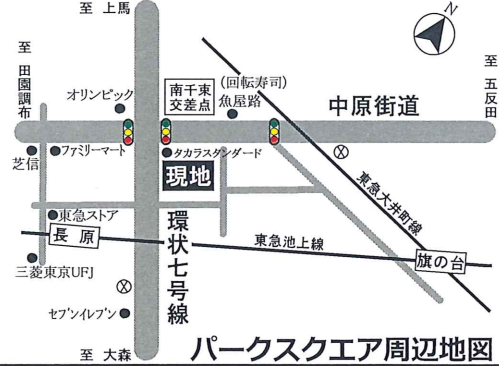 至 上馬
N
至 田園調布
オリンピック
南千束
交差点
(回転寿司)
魚屋路
中原街道
至 五反田
芝信
ファミリーマート
タカラスタンダード
現地
東急大井町線
東急ストア
環状七号線
長原
東急池上線
旗の台
三菱東京UFJ
セブンイレブン
至 大森
パークスクエア周辺地図